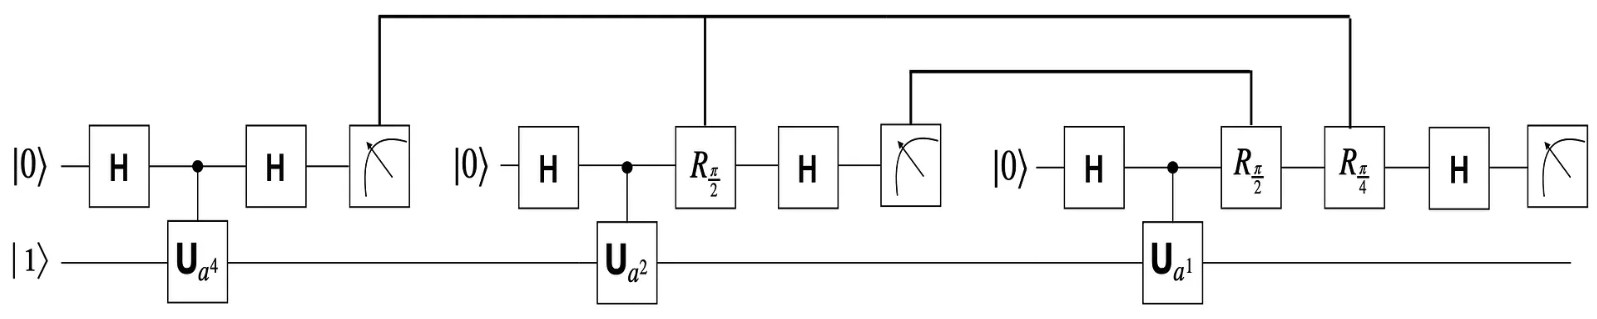 |0⟩ H H |0⟩ H R_{π/2} H |0⟩ H R_{π/2} R_{π/4} H
|1⟩ U_{a^4} U_{a^2} U_{a^1}